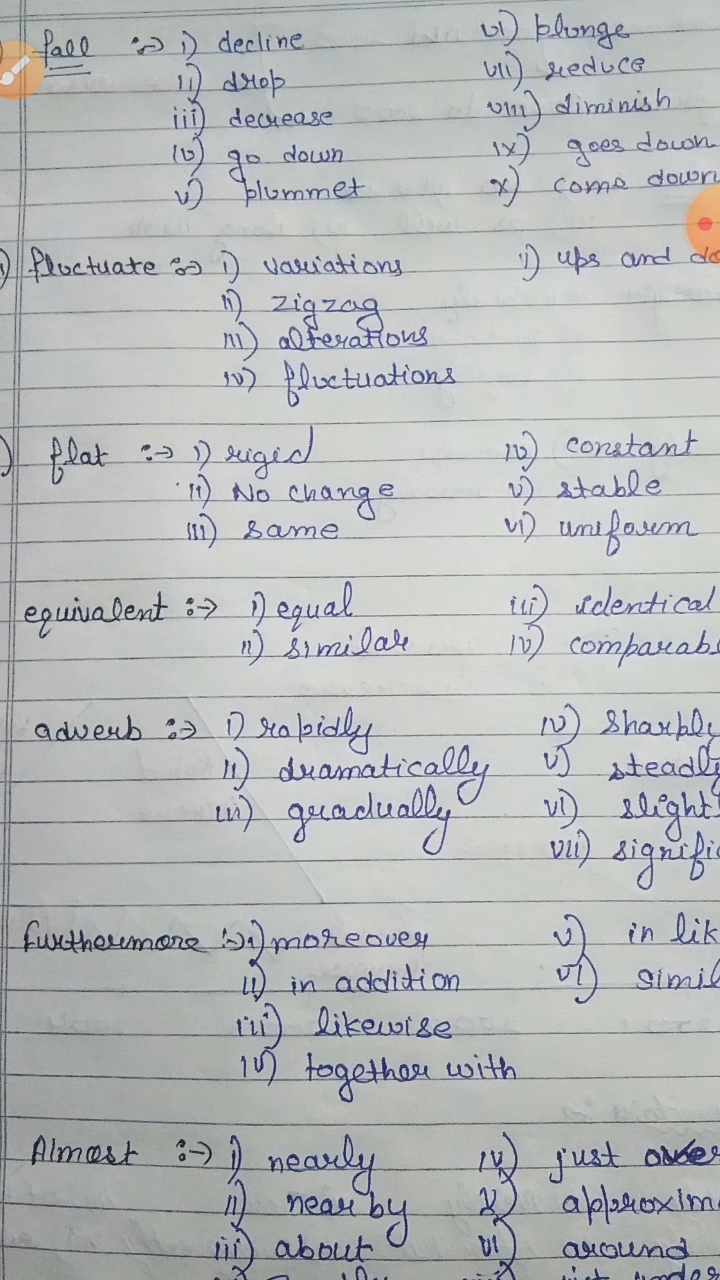 fall :-> i) decline vi) plunge
ii) drop vii) reduce
iii) decrease viii) diminish
iv) go down ix) goes down
v) plummet x) come down
fluctuate :-> i) variations i) ups and
ii) zigzag
iii) alterations
iv) fluctuations
flat :-> i) rigid iv) constant
ii) No change v) stable
iii) same vi) uniform
equivalent :-> i) equal iii) identical
ii) similar iv) comparab
adverb :-> i) rapidly iv) Sharply
ii) dramatically v) steadly
iii) gradually vi) slight
vii) signific
furthermore :-> i) moreover v) in lik
ii) in addition vi) simil
iii) likewise
iv) together with
Almost :-> i) nearly iv) just over
ii) near by v) approxim
iii) about vi) around